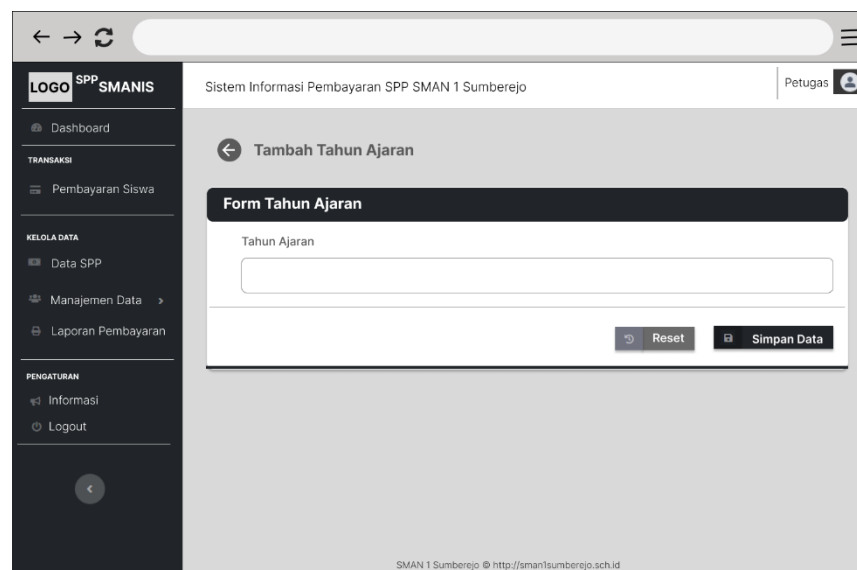 LOGO SPP SMANIS
Sistem Informasi Pembayaran SPP SMAN 1 Sumberejo
Petugas
Dashboard
TRANSAKSI
Pembayaran Siswa
KELOLA DATA
Data SPP
Manajemen Data
Laporan Pembayaran
PENGATURAN
Informasi
Logout
Tambah Tahun Ajaran
Form Tahun Ajaran
Tahun Ajaran
Reset
Simpan Data
SMAN 1 Sumberejo @ http://sman1sumberejo.sch.id